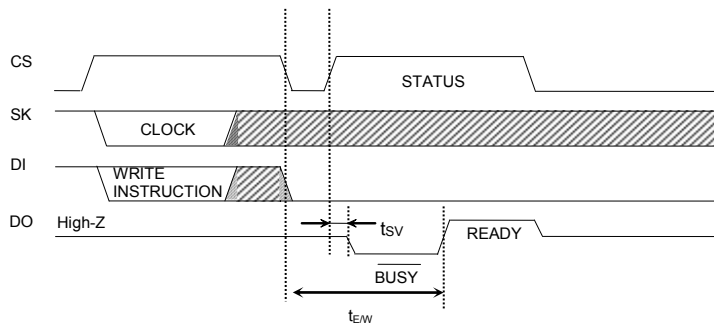 CS
STATUS
SK
CLOCK
DI
WRITE
INSTRUCTION
DO High-Z
tSV
READY
BUSY
tE/W